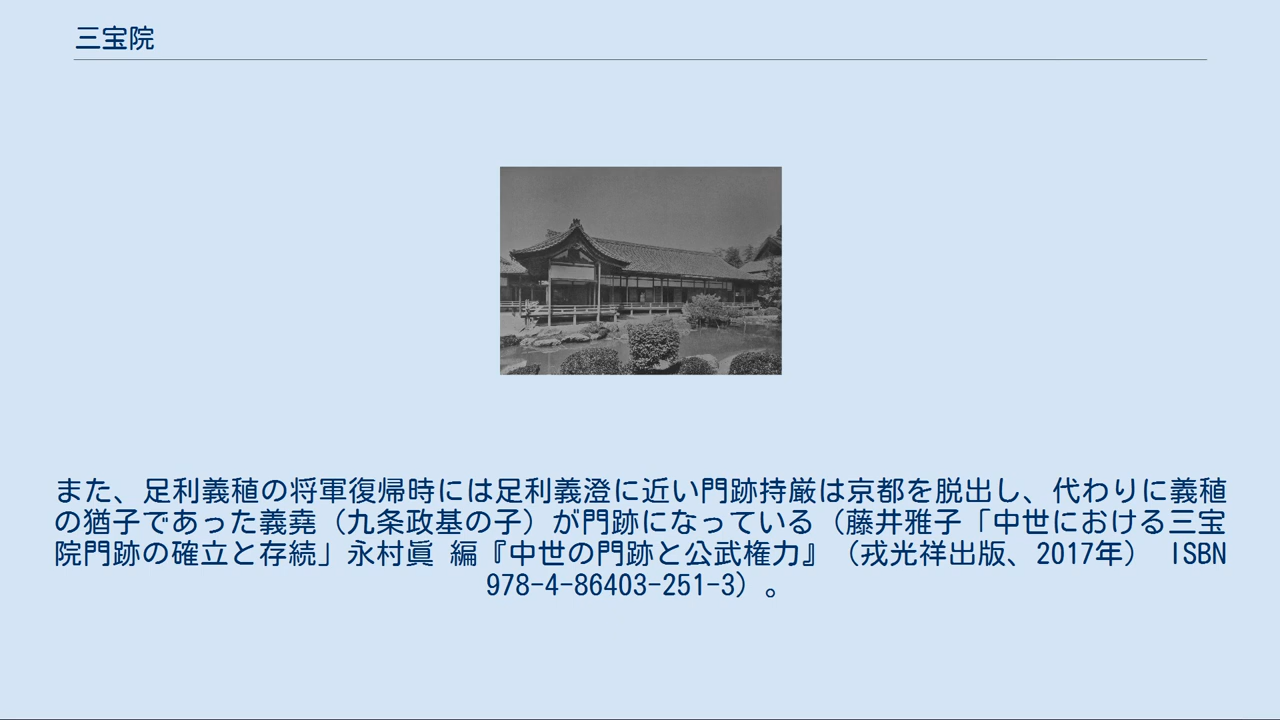 三宝院
また、足利義稙の将軍復帰時には足利義澄に近い門跡持厳は京都を脱出し、代わりに義稙
の猶子であった義堯（九条政基の子）が門跡になっている（藤井雅子「中世における三宝
院門跡の確立と存続」永村眞 編『中世の門跡と公武権力』（戎光祥出版、2017年） ISBN
978-4-86403-251-3）。